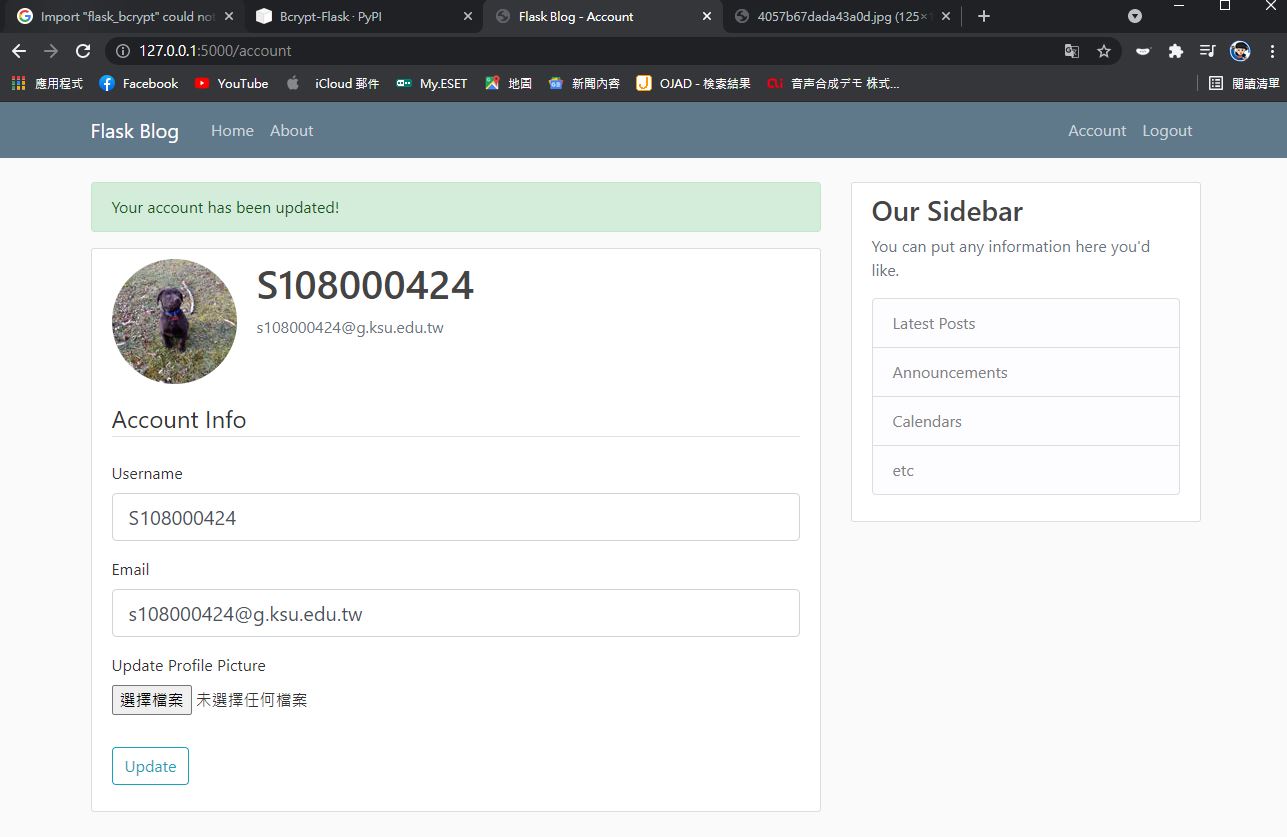 Import "flask_bcrypt" could not
Bcrypt-Flask · PyPI
Flask Blog - Account
4057b67dada43a0d.jpg (125×1
127.0.0.1:5000/account
應用程式
Facebook
YouTube
iCloud 郵件
My.ESET
地圖
新聞內容
OJAD - 検索結果
音声合成デモ 株式...
閱讀清單
Flask Blog
Home
About
Account
Logout
Your account has been updated!
S108000424
s108000424@g.ksu.edu.tw
Account Info
Username
S108000424
Email
s108000424@g.ksu.edu.tw
Update Profile Picture
選擇檔案 未選擇任何檔案
Update
Our Sidebar
You can put any information here you'd
like.
Latest Posts
Announcements
Calendars
etc